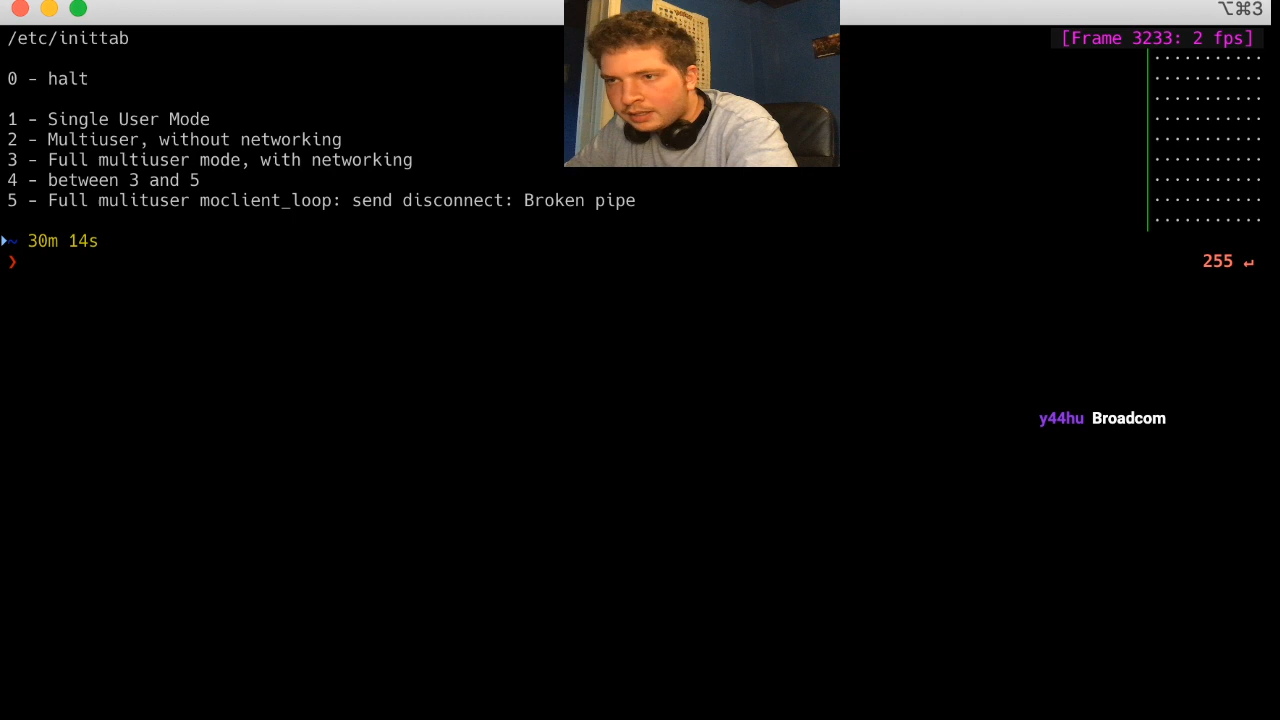 ⌥⌘3
/etc/inittab
[Frame 3233: 2 fps]
0 - halt
1 - Single User Mode
2 - Multiuser, without networking
3 - Full multiuser mode, with networking
4 - between 3 and 5
5 - Full mulituser moclient_loop: send disconnect: Broken pipe
~ 30m 14s
❯
255 ↵
y44hu Broadcom